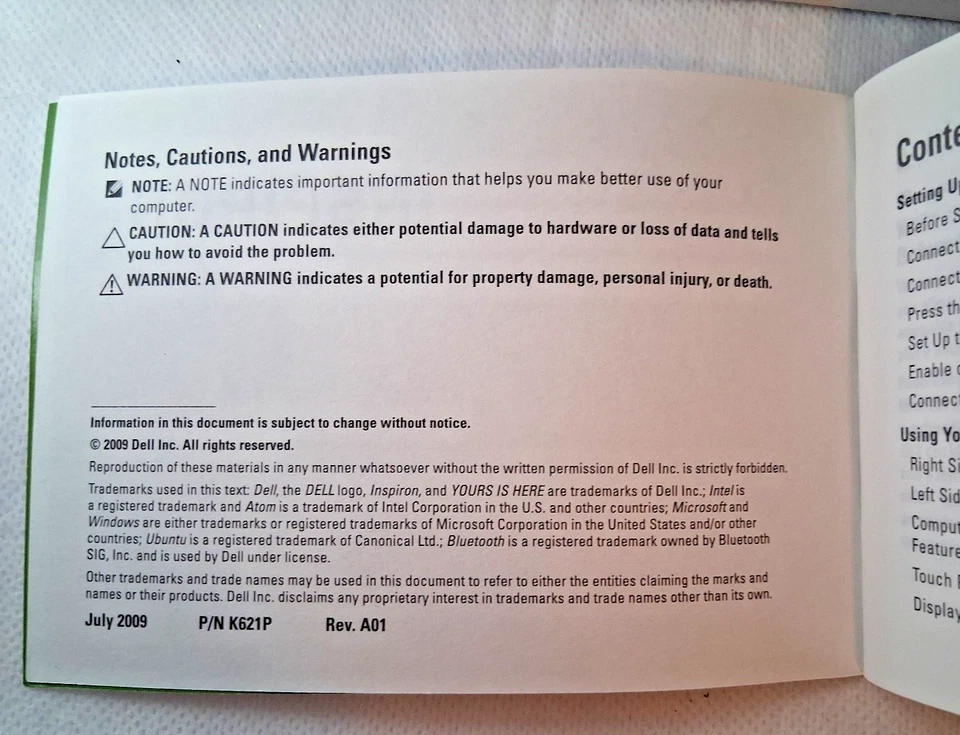 Notes, Cautions, and Warnings
NOTE: A NOTE indicates important information that helps you make better use of your
computer.
CAUTION: A CAUTION indicates either potential damage to hardware or loss of data and tells
you how to avoid the problem.
WARNING: A WARNING indicates a potential for property damage, personal injury, or death.
Information in this document is subject to change without notice.
© 2009 Dell Inc. All rights reserved.
Reproduction of these materials in any manner whatsoever without the written permission of Dell Inc. is strictly forbidden.
Trademarks used in this text: Dell, the DELL logo, Inspiron, and YOURS IS HERE are trademarks of Dell Inc.; Intel is
a registered trademark and Atom is a trademark of Intel Corporation in the U.S. and other countries; Microsoft and
Windows are either trademarks or registered trademarks of Microsoft Corporation in the United States and/or other
countries; Ubuntu is a registered trademark of Canonical Ltd.; Bluetooth is a registered trademark owned by Bluetooth
SIG, Inc. and is used by Dell under license.
Other trademarks and trade names may be used in this document to refer to either the entities claiming the marks and
names or their products. Dell Inc. disclaims any proprietary interest in trademarks and trade names other than its own.
July 2009 P/N K621P Rev. A01
Setting
Before
Connect
Connect
Press
Set Up
Enable
Connect
Using
Right
Left
Touch